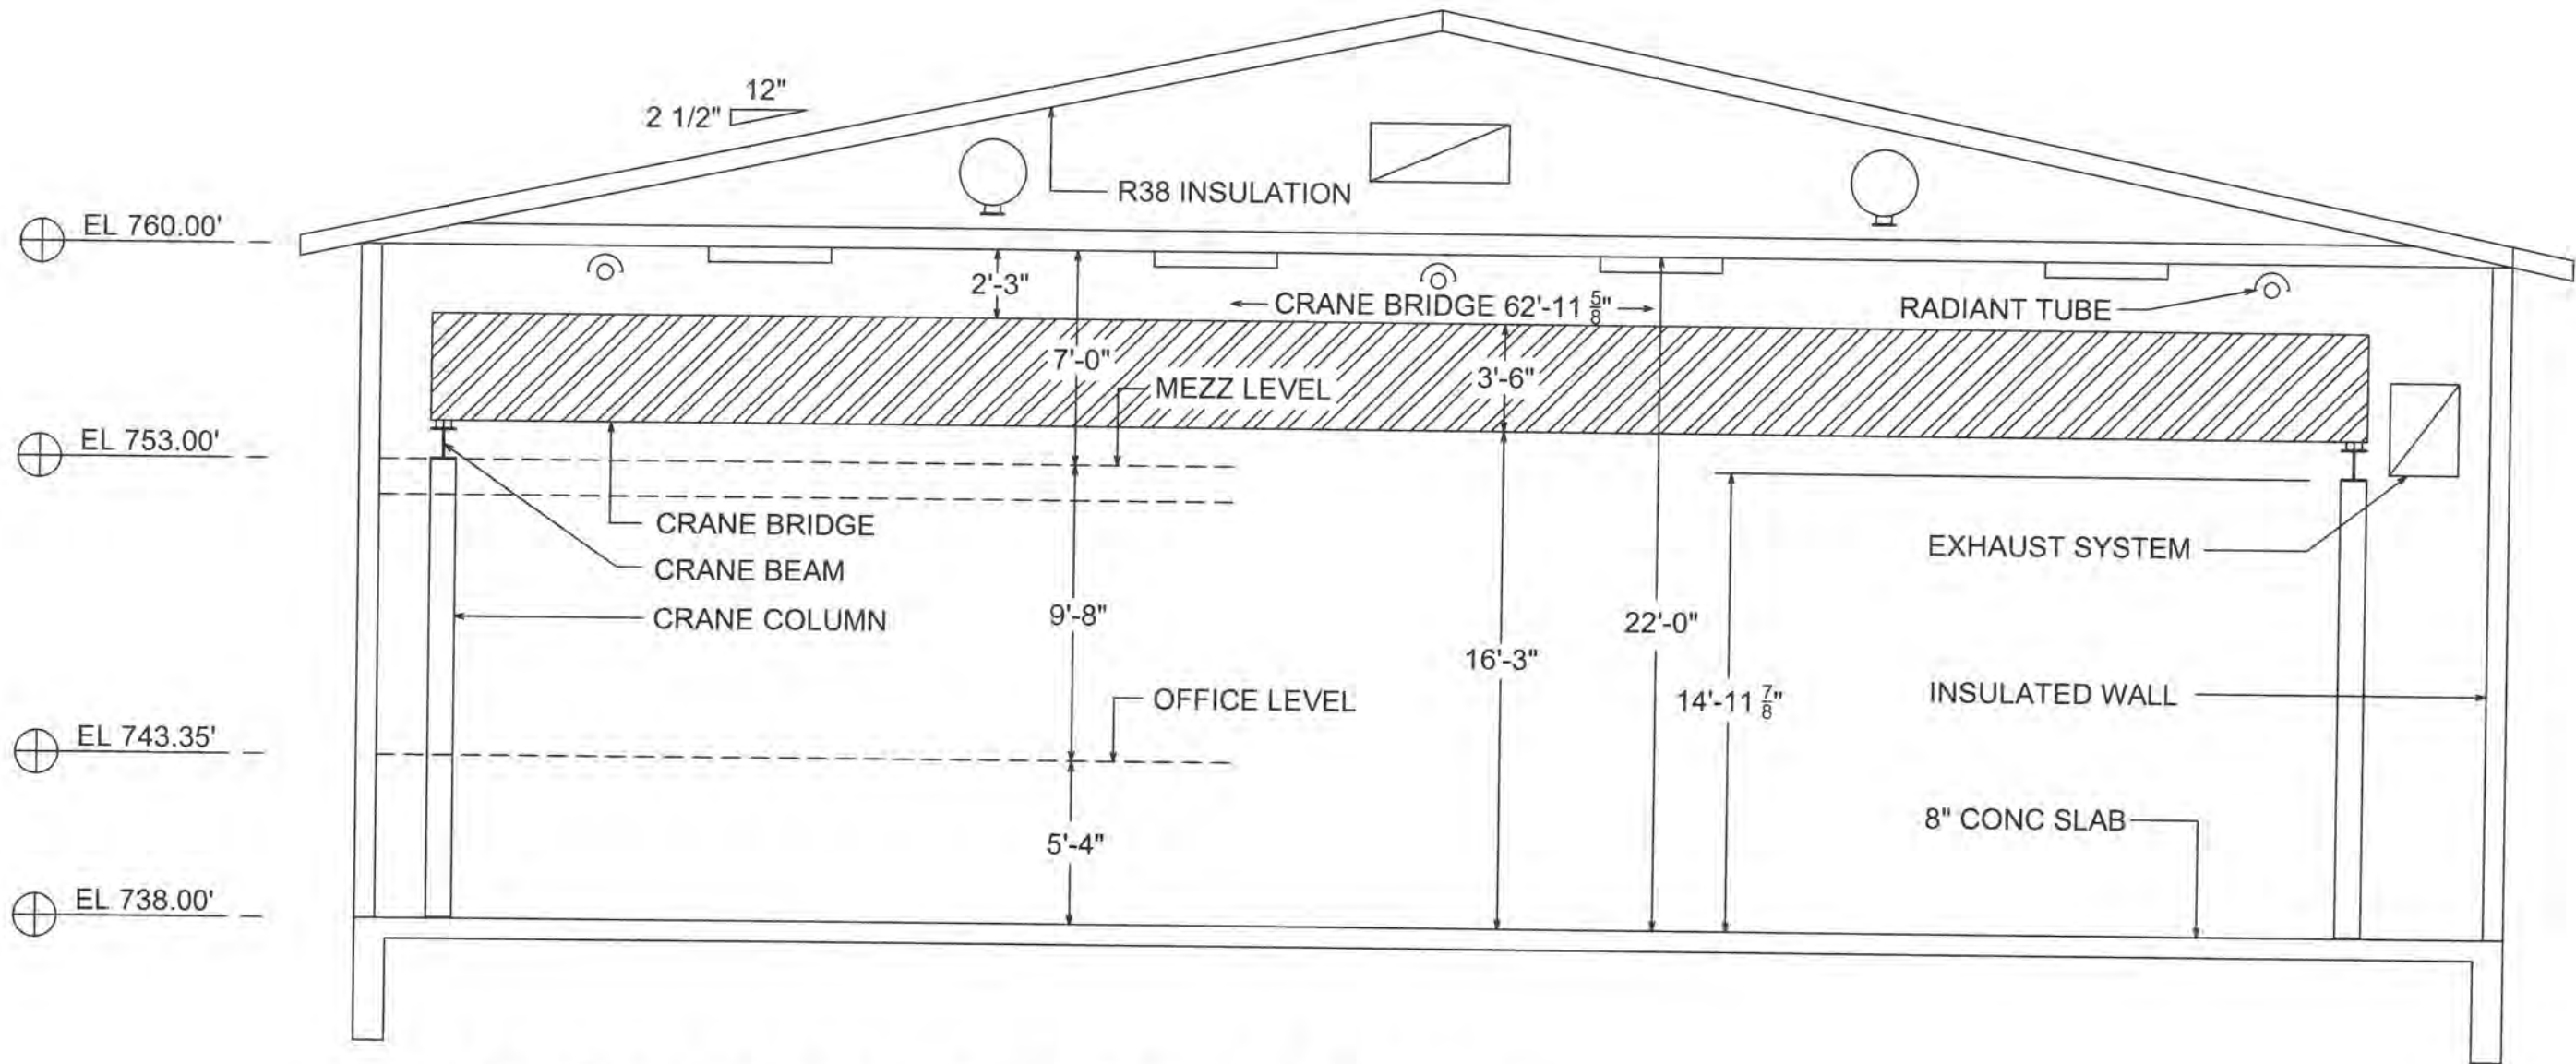 12"
2 1/2"
R38 INSULATION
EL 760.00'
2'-3"
CRANE BRIDGE 62'-11 5/8"
RADIANT TUBE
7'-0"
MEZZ LEVEL
3'-6"
EL 753.00'
CRANE BRIDGE
EXHAUST SYSTEM
CRANE BEAM
CRANE COLUMN
9'-8"
22'-0"
16'-3"
14'-11 7/8"
INSULATED WALL
OFFICE LEVEL
EL 743.35'
8" CONC SLAB
5'-4"
EL 738.00'